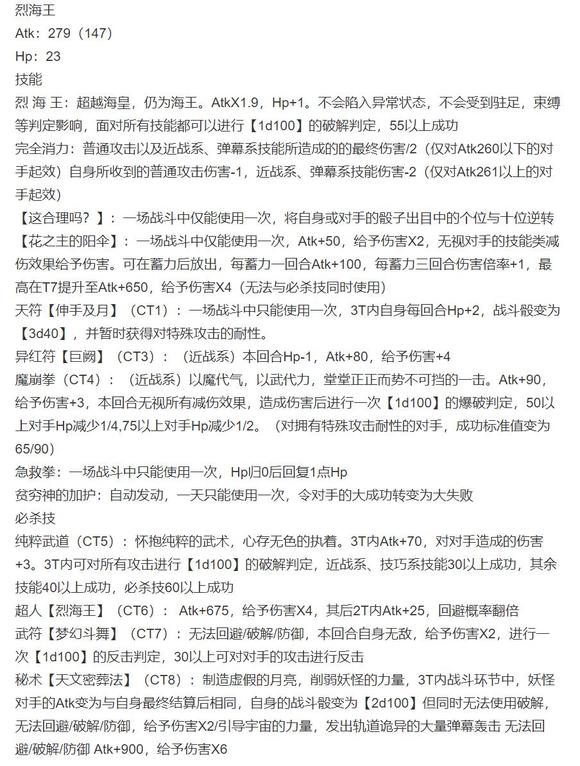 烈海王
Atk：279（147）
Hp：23
技能
烈 海 王：超越海皇，仍为海王。AtkX1.9，Hp+1。不会陷入异常状态，不会受到驻足，束缚
等判定影响，面对所有技能都可以进行【1d100】的破解判定，55以上成功
完全消力：普通攻击以及近战系、弹幕系技能所造成的的最终伤害/2（仅对Atk260以下的对
手起效）自身所收到的普通攻击伤害-1，近战系、弹幕系技能伤害-2（仅对Atk261以上的对
手起效）
【这合理吗？】：一场战斗中仅能使用一次，将自身或对手的骰子出目中的个位与十位逆转
【花之主的阳伞】：一场战斗中仅能使用一次，Atk+50，给予伤害X2，无视对手的技能类减
伤效果给予伤害。可在蓄力后放出，每蓄力一回合Atk+100，每蓄力三回合伤害倍率+1，最
高在T7提升至Atk+650，给予伤害X4（无法与必杀技同时使用）
天符【伸手及月】（CT1）：一场战斗中只能使用一次，3T内自身每回合Hp+2，战斗骰变为
【3d40】，并暂时获得对特殊攻击的耐性。
异红符【巨阙】（CT3）：（近战系）本回合Hp-1，Atk+80，给予伤害+4
魔崩拳（CT4）：（近战系）以魔代气，以武代力，堂堂正正而势不可挡的一击。Atk+90，
给予伤害+3，本回合无视所有减伤效果，造成伤害后进行一次【1d100】的爆破判定，50以
上对手Hp减少1/4,75以上对手Hp减少1/2。（对拥有特殊攻击耐性的对手，成功标准值变为
65/90）
急救拳：一场战斗中只能使用一次，Hp归0后回复1点Hp
贫穷神的加护：自动发动，一天只能使用一次，令对手的大成功转变为大失败
必杀技
纯粹武道（CT5）：怀抱纯粹的武术，心存无色的执着。3T内Atk+70，对对手造成的伤害
+3。3T内可对所有攻击进行【1d100】的破解判定，近战系、技巧系技能30以上成功，其余
技能40以上成功，必杀技60以上成功
超人【烈海王】（CT6）： Atk+675，给予伤害X4，其后2T内Atk+25，回避概率翻倍
武符【梦幻斗舞】（CT7）：无法回避/破解/防御，本回合自身无敌，给予伤害X2，进行一
次【1d100】的反击判定，30以上可对对手的攻击进行反击
秘术【天文密葬法】（CT8）：制造虚假的月亮，削弱妖怪的力量，3T内战斗环节中，妖怪
对手的Atk变为与自身最终结算后相同，自身的战斗骰变为【2d100】但同时无法使用破解，
无法回避/破解/防御，给予伤害X2/引导宇宙的力量，发出轨道诡异的大量弹幕轰击 无法回
避/破解/防御 Atk+900，给予伤害X6